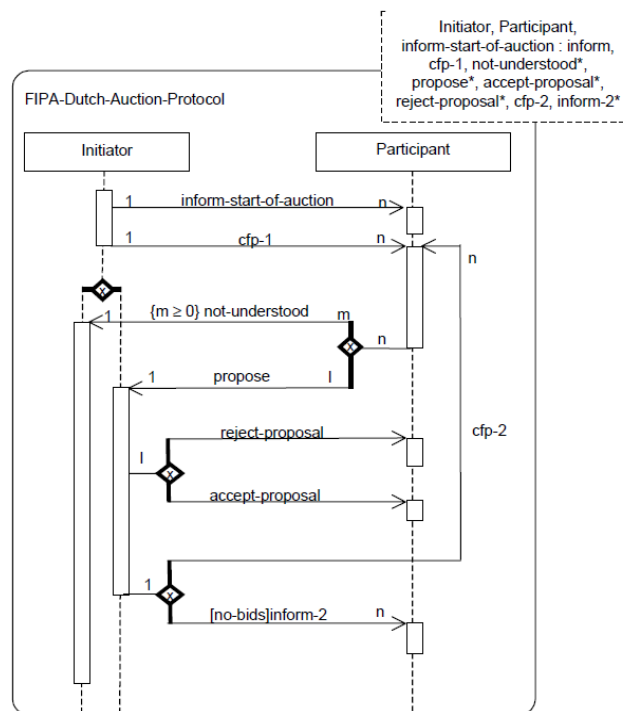 Initiator, Participant,
inform-start-of-auction : inform,
cfp-1, not-understood*,
propose*, accept-proposal*,
reject-proposal*, cfp-2, inform-2*
FIPA-Dutch-Auction-Protocol
Initiator
Participant
1 inform-start-of-auction n
1 cfp-1 n
n
x
1 {m ≥ 0} not-understood m
x n
1 propose l
reject-proposal
cfp-2
l x
accept-proposal
1 x
[no-bids]inform-2 n